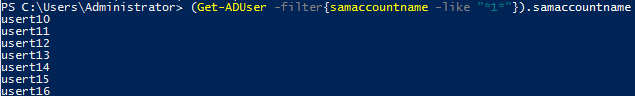 PS C:\Users\Administrator> (Get-ADUser -filter{samaccountname -like "*1*"}).samaccountname
usert10
usert11
usert12
usert13
usert14
usert15
usert16